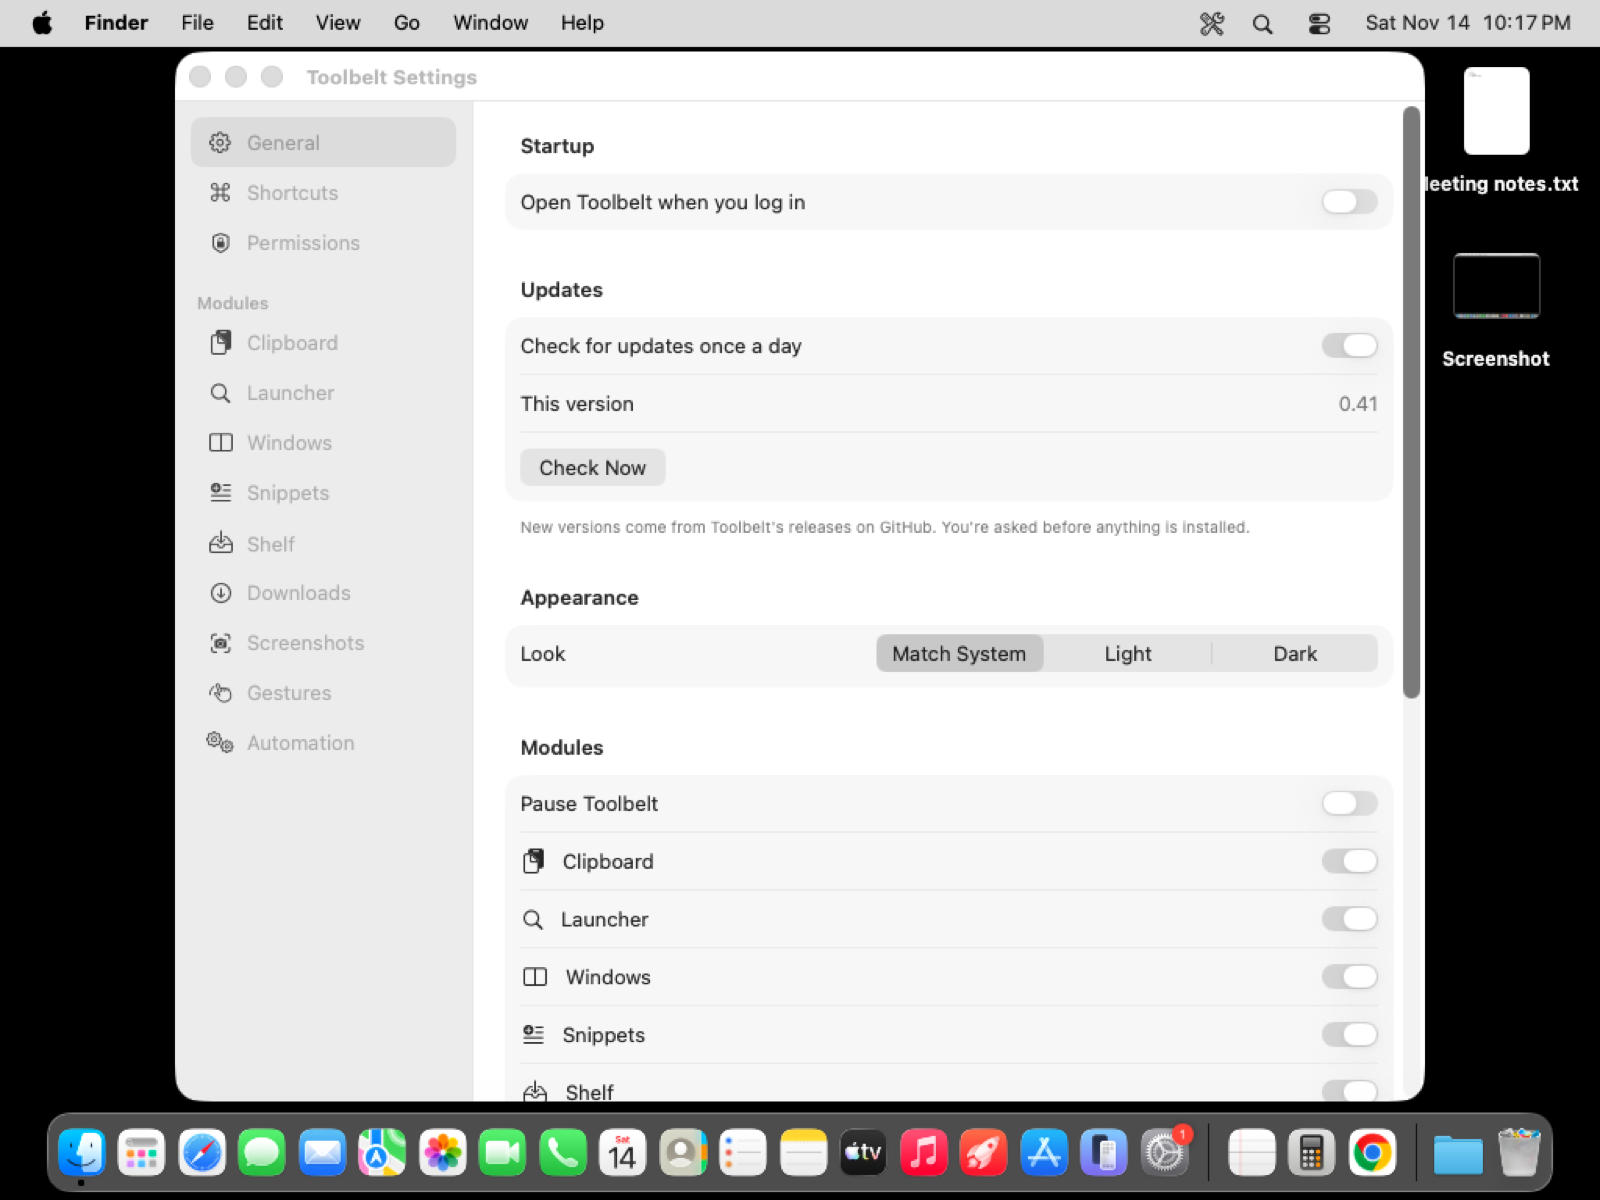 Finder File Edit View Go Window Help Sat Nov 14 10:17 PM
Toolbelt Settings
General
Shortcuts
Permissions
Modules
Clipboard
Launcher
Windows
Snippets
Shelf
Downloads
Screenshots
Gestures
Automation
Startup
Open Toolbelt when you log in
Updates
Check for updates once a day
This version 0.41
Check Now
New versions come from Toolbelt's releases on GitHub. You're asked before anything is installed.
Appearance
Look Match System Light Dark
Modules
Pause Toolbelt
Clipboard
Launcher
Windows
Snippets
Shelf
eeting notes.txt
Screenshot
Sat
14
tv
1